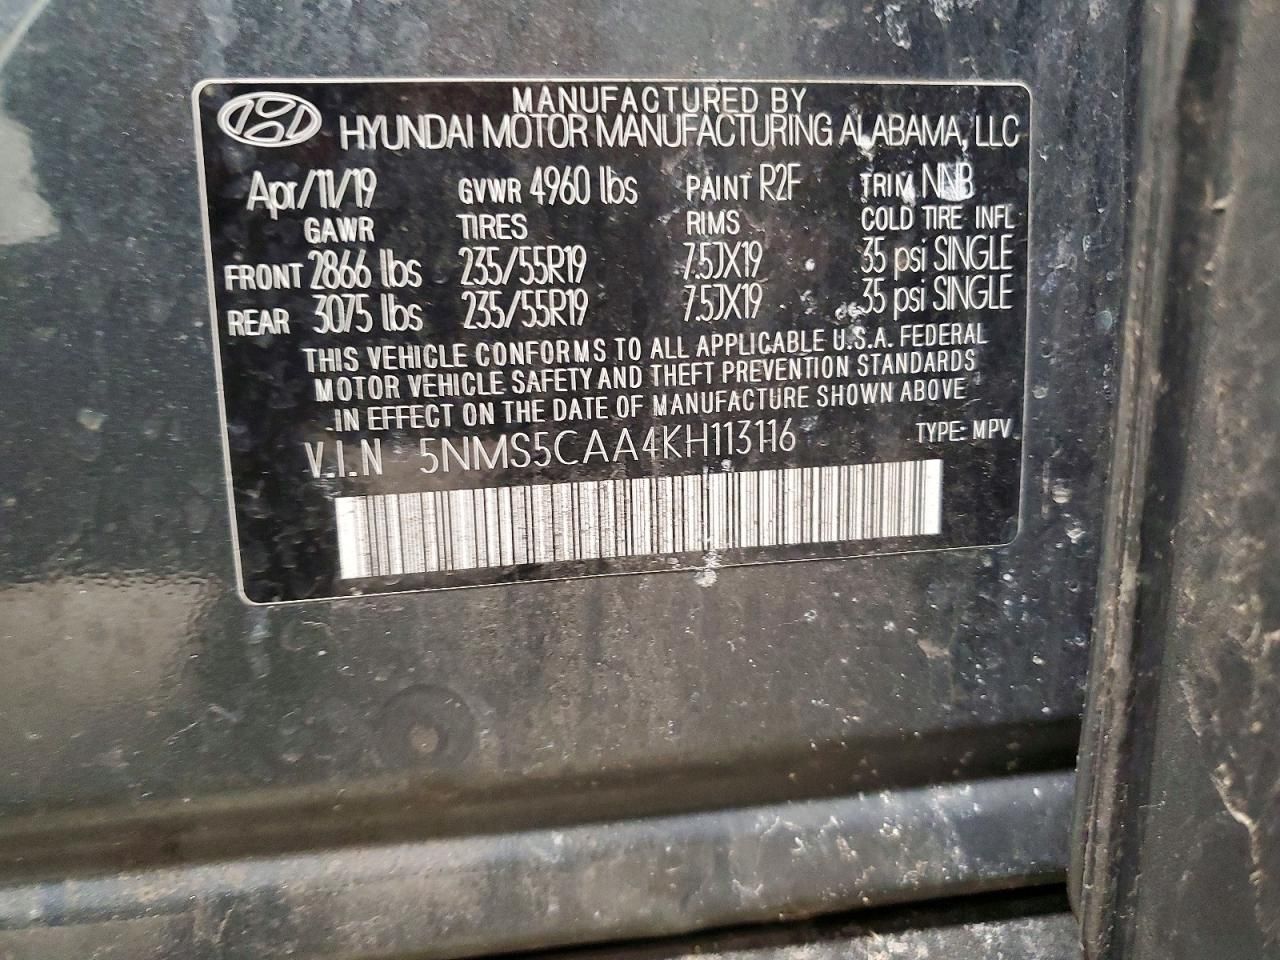 MANUFACTURED BY
HYUNDAI MOTOR MANUFACTURING ALABAMA, LLC
Apr/11/19 GVWR 4960 lbs PAINT R2F TRIM NNB
GAWR TIRES RIMS COLD TIRE INFL
FRONT 2866 lbs 235/55R19 7.5JX19 35 psi SINGLE
REAR 3075 lbs 235/55R19 7.5JX19 35 psi SINGLE
THIS VEHICLE CONFORMS TO ALL APPLICABLE U.S.A. FEDERAL
MOTOR VEHICLE SAFETY AND THEFT PREVENTION STANDARDS
IN EFFECT ON THE DATE OF MANUFACTURE SHOWN ABOVE
V.I.N 5NMS5CAA4KH113116 TYPE: MPV